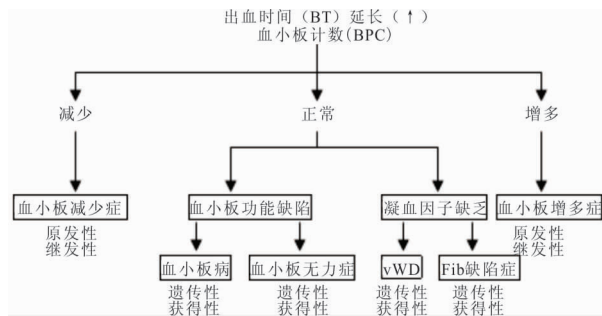 出血时间（BT）延长（↑）
血小板计数(BPC)
减少
正常
增多
血小板减少症
血小板功能缺陷
凝血因子缺乏
血小板增多症
原发性
继发性
原发性
继发性
血小板病
血小板无力症
vWD
Fib缺陷症
遗传性
获得性
遗传性
获得性
遗传性
获得性
遗传性
获得性